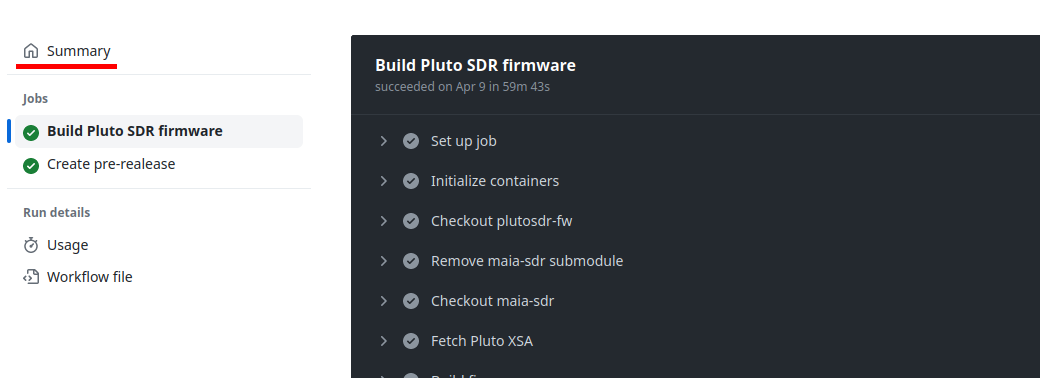 Summary
Jobs
Build Pluto SDR firmware
Create pre-realease
Run details
Usage
Workflow file
Build Pluto SDR firmware
succeeded on Apr 9 in 59m 43s
Set up job
Initialize containers
Checkout plutosdr-fw
Remove maia-sdr submodule
Checkout maia-sdr
Fetch Pluto XSA